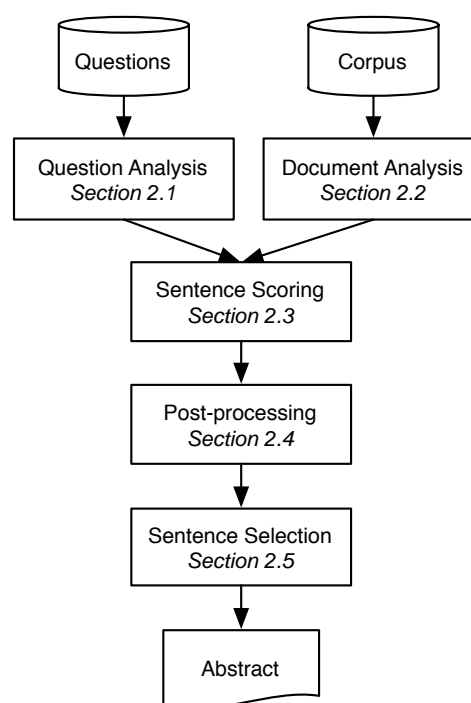 Questions
Corpus
Question Analysis
Section 2.1
Document Analysis
Section 2.2
Sentence Scoring
Section 2.3
Post-processing
Section 2.4
Sentence Selection
Section 2.5
Abstract